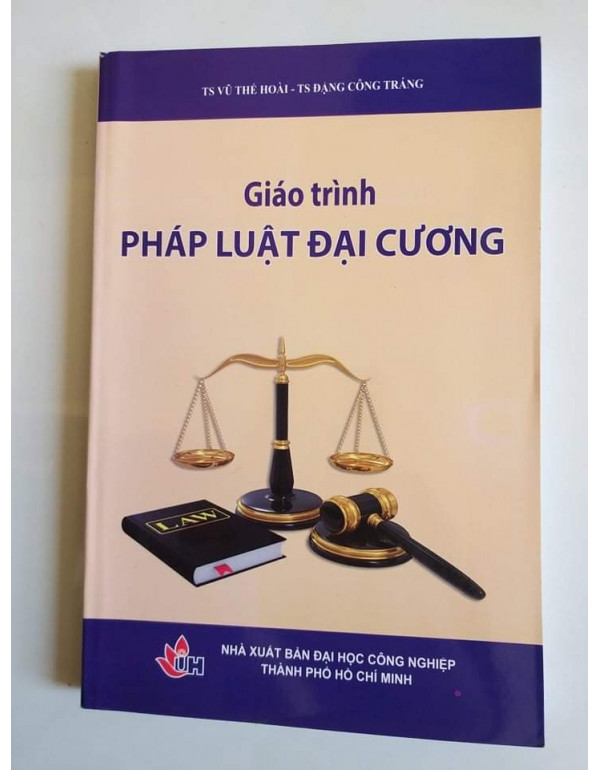 TS VŨ THẾ HOÀI - TS ĐẶNG CÔNG TRÁNG
Giáo trình
PHÁP LUẬT ĐẠI CƯƠNG
LAW
IUH
NHÀ XUẤT BẢN ĐẠI HỌC CÔNG NGHIỆP
THÀNH PHỐ HỒ CHÍ MINH